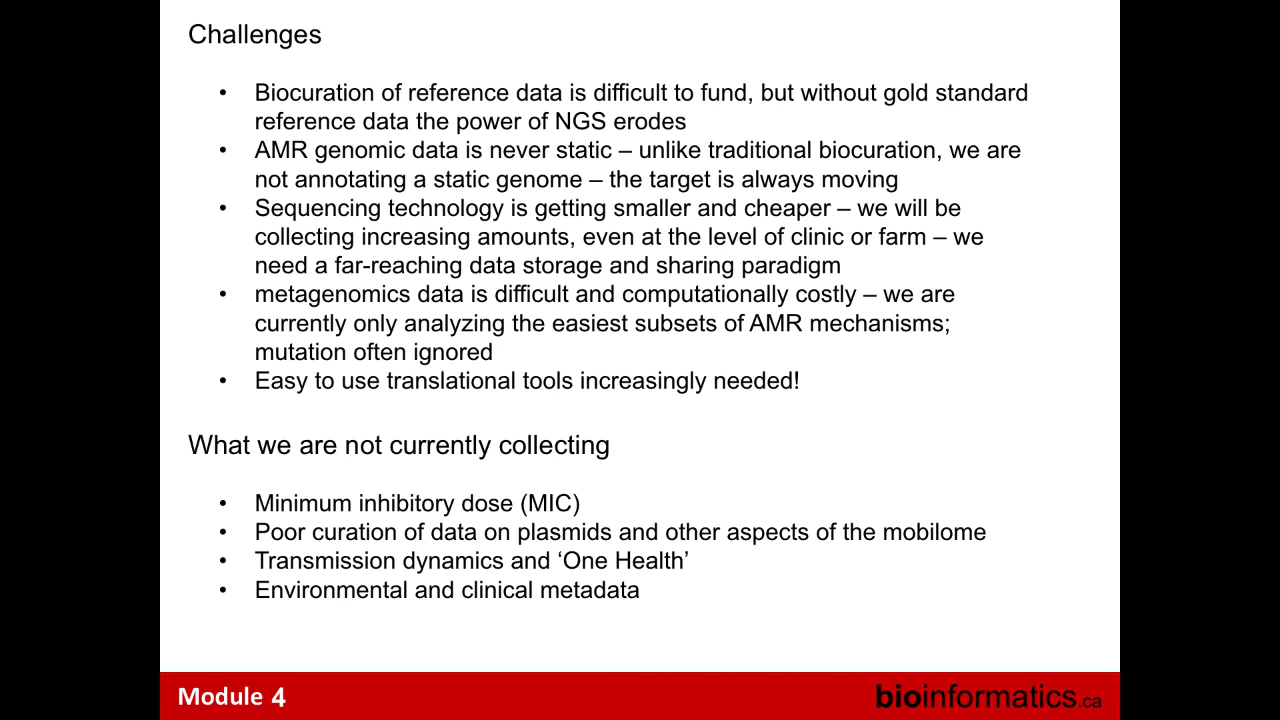 Challenges
• Biocuration of reference data is difficult to fund, but without gold standard
reference data the power of NGS erodes
• AMR genomic data is never static – unlike traditional biocuration, we are
not annotating a static genome – the target is always moving
• Sequencing technology is getting smaller and cheaper – we will be
collecting increasing amounts, even at the level of clinic or farm – we
need a far-reaching data storage and sharing paradigm
• metagenomics data is difficult and computationally costly – we are
currently only analyzing the easiest subsets of AMR mechanisms;
mutation often ignored
• Easy to use translational tools increasingly needed!
What we are not currently collecting
• Minimum inhibitory dose (MIC)
• Poor curation of data on plasmids and other aspects of the mobilome
• Transmission dynamics and ‘One Health’
• Environmental and clinical metadata
Module 4
bioinformatics.ca